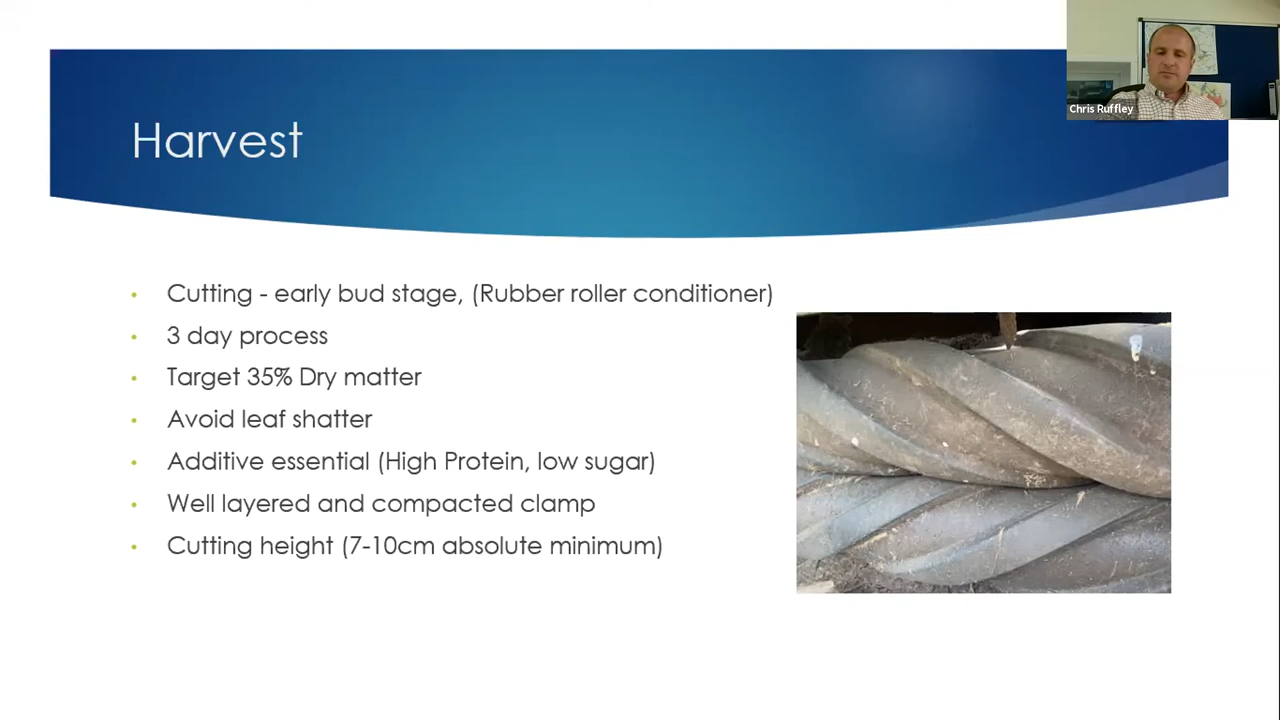 Chris Ruffley
Harvest
Cutting - early bud stage, (Rubber roller conditioner)
3 day process
Target 35% Dry matter
Avoid leaf shatter
Additive essential (High Protein, low sugar)
Well layered and compacted clamp
Cutting height (7-10cm absolute minimum)